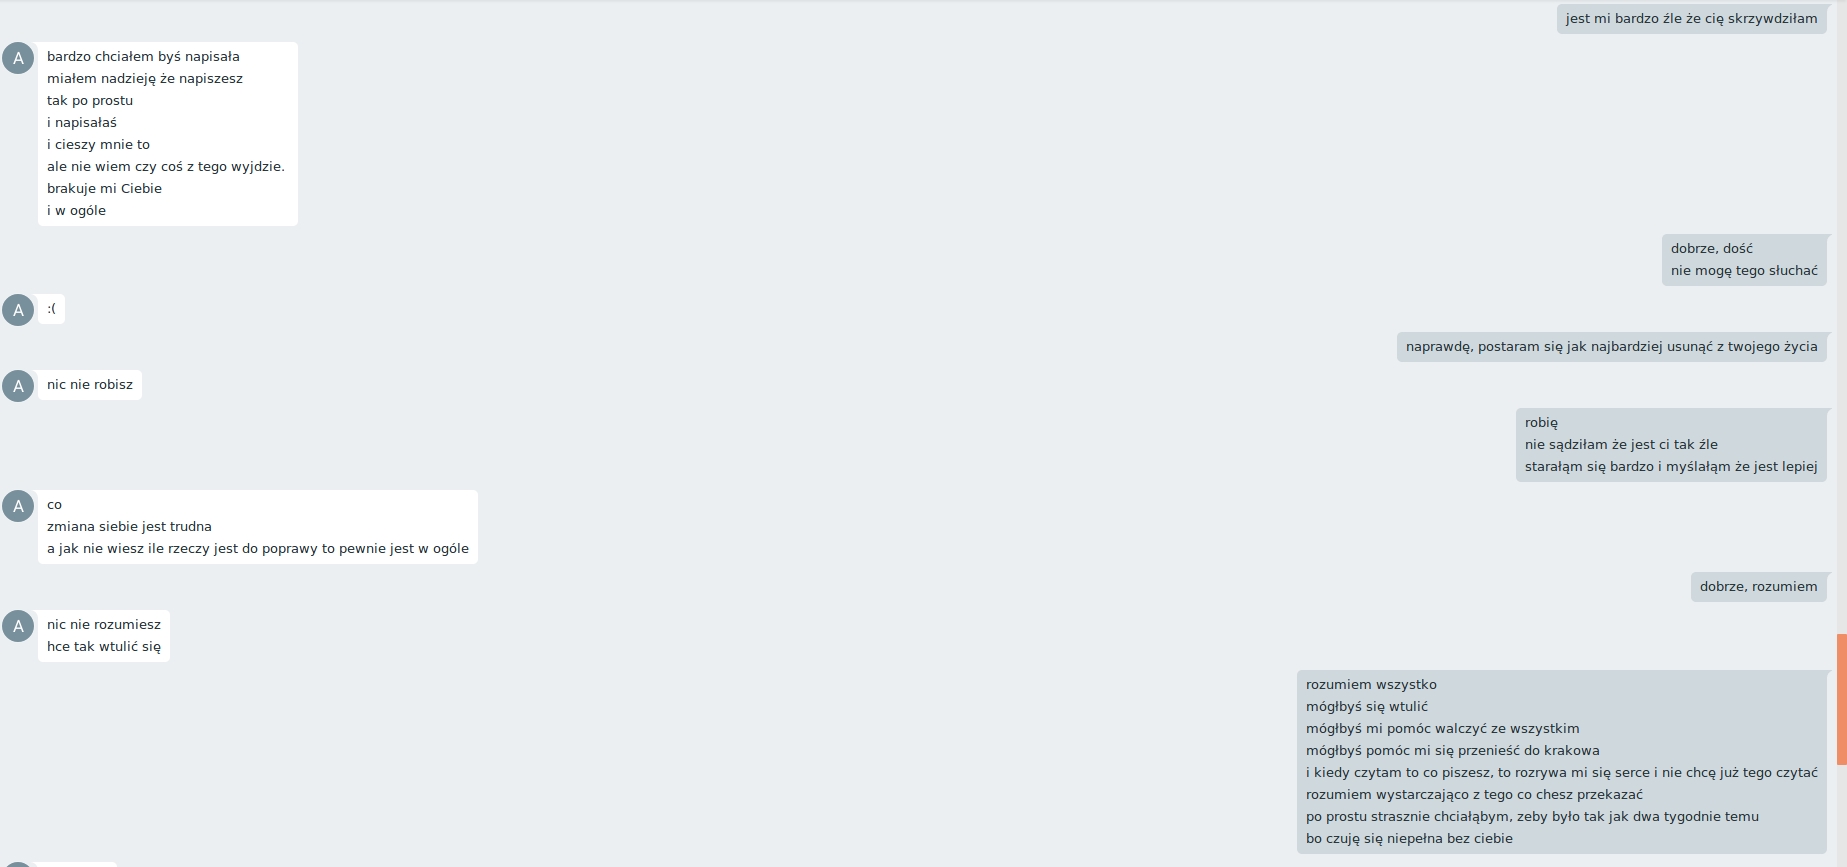 jest mi bardzo źle że cię skrzywdziłam
A
bardzo chciałem byś napisała
miałem nadzieję że napiszesz
tak po prostu
i napisałaś
i cieszy mnie to
ale nie wiem czy coś z tego wyjdzie.
brakuje mi Ciebie
i w ogóle
dobrze, dość
nie mogę tego słuchać
A
:(
naprawdę, postaram się jak najbardziej usunąć z twojego życia
A
nic nie robisz
robię
nie sądziłam że jest ci tak źle
starałąm się bardzo i myślałąm że jest lepiej
A
co
zmiana siebie jest trudna
a jak nie wiesz ile rzeczy jest do poprawy to pewnie jest w ogóle
dobrze, rozumiem
A
nic nie rozumiesz
hce tak wtulić się
rozumiem wszystko
mógłbyś się wtulić
mógłbyś mi pomóc walczyć ze wszystkim
mógłbyś pomóc mi się przenieść do krakowa
i kiedy czytam to co piszesz, to rozrywa mi się serce i nie chcę już tego czytać
rozumiem wystarczająco z tego co chesz przekazać
po prostu strasznie chciałąbym, zeby było tak jak dwa tygodnie temu
bo czuję się niepełna bez ciebie